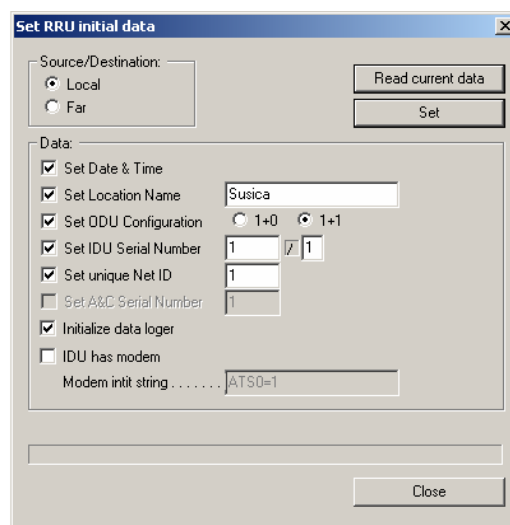 Set RRU initial data
Source/Destination:
Local
Far
Read current data
Set
Data:
Set Date & Time
Set Location Name Susica
Set ODU Configuration 1+0 1+1
Set IDU Serial Number 1 / 1
Set unique Net ID 1
Set A&C Serial Number 1
Initialize data loger
IDU has modem
Modem intit string . . . . . . . ATS0=1
Close